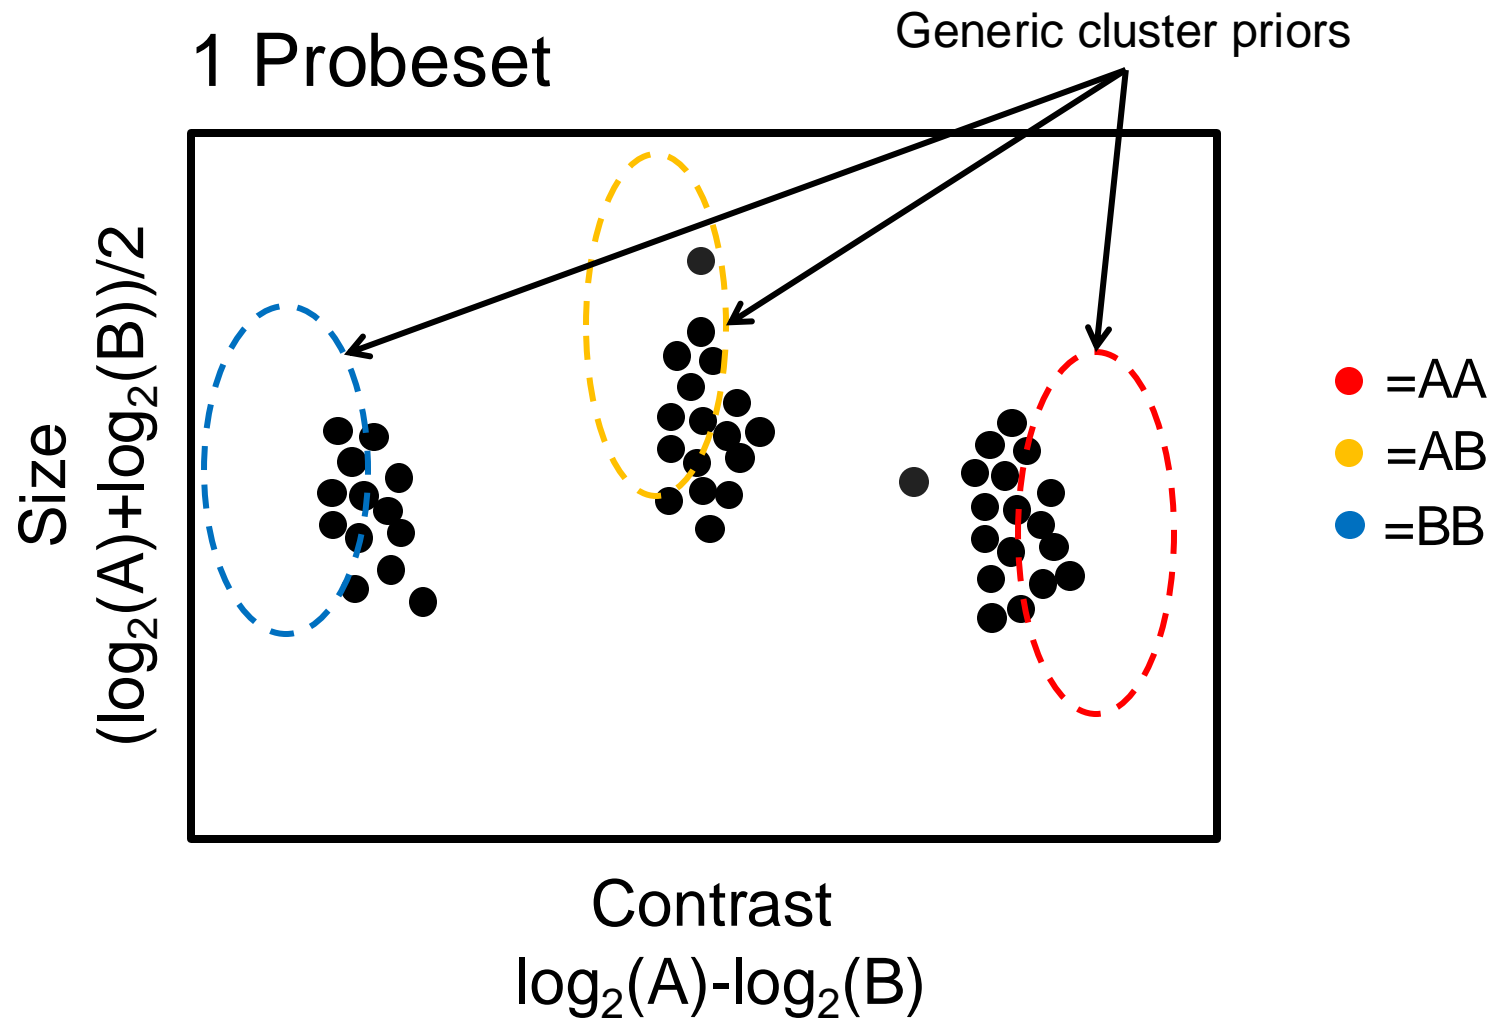 Generic cluster priors
1 Probeset
Size
(log₂(A)+log₂(B))/2
=AA
=AB
=BB
Contrast
log₂(A)-log₂(B)